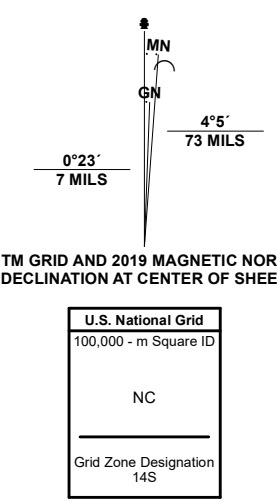 MN
GN
4°5´
73 MILS
0°23´
7 MILS
TM GRID AND 2019 MAGNETIC NOR
DECLINATION AT CENTER OF SHEE
U.S. National Grid
100,000 - m Square ID
NC
Grid Zone Designation
14S